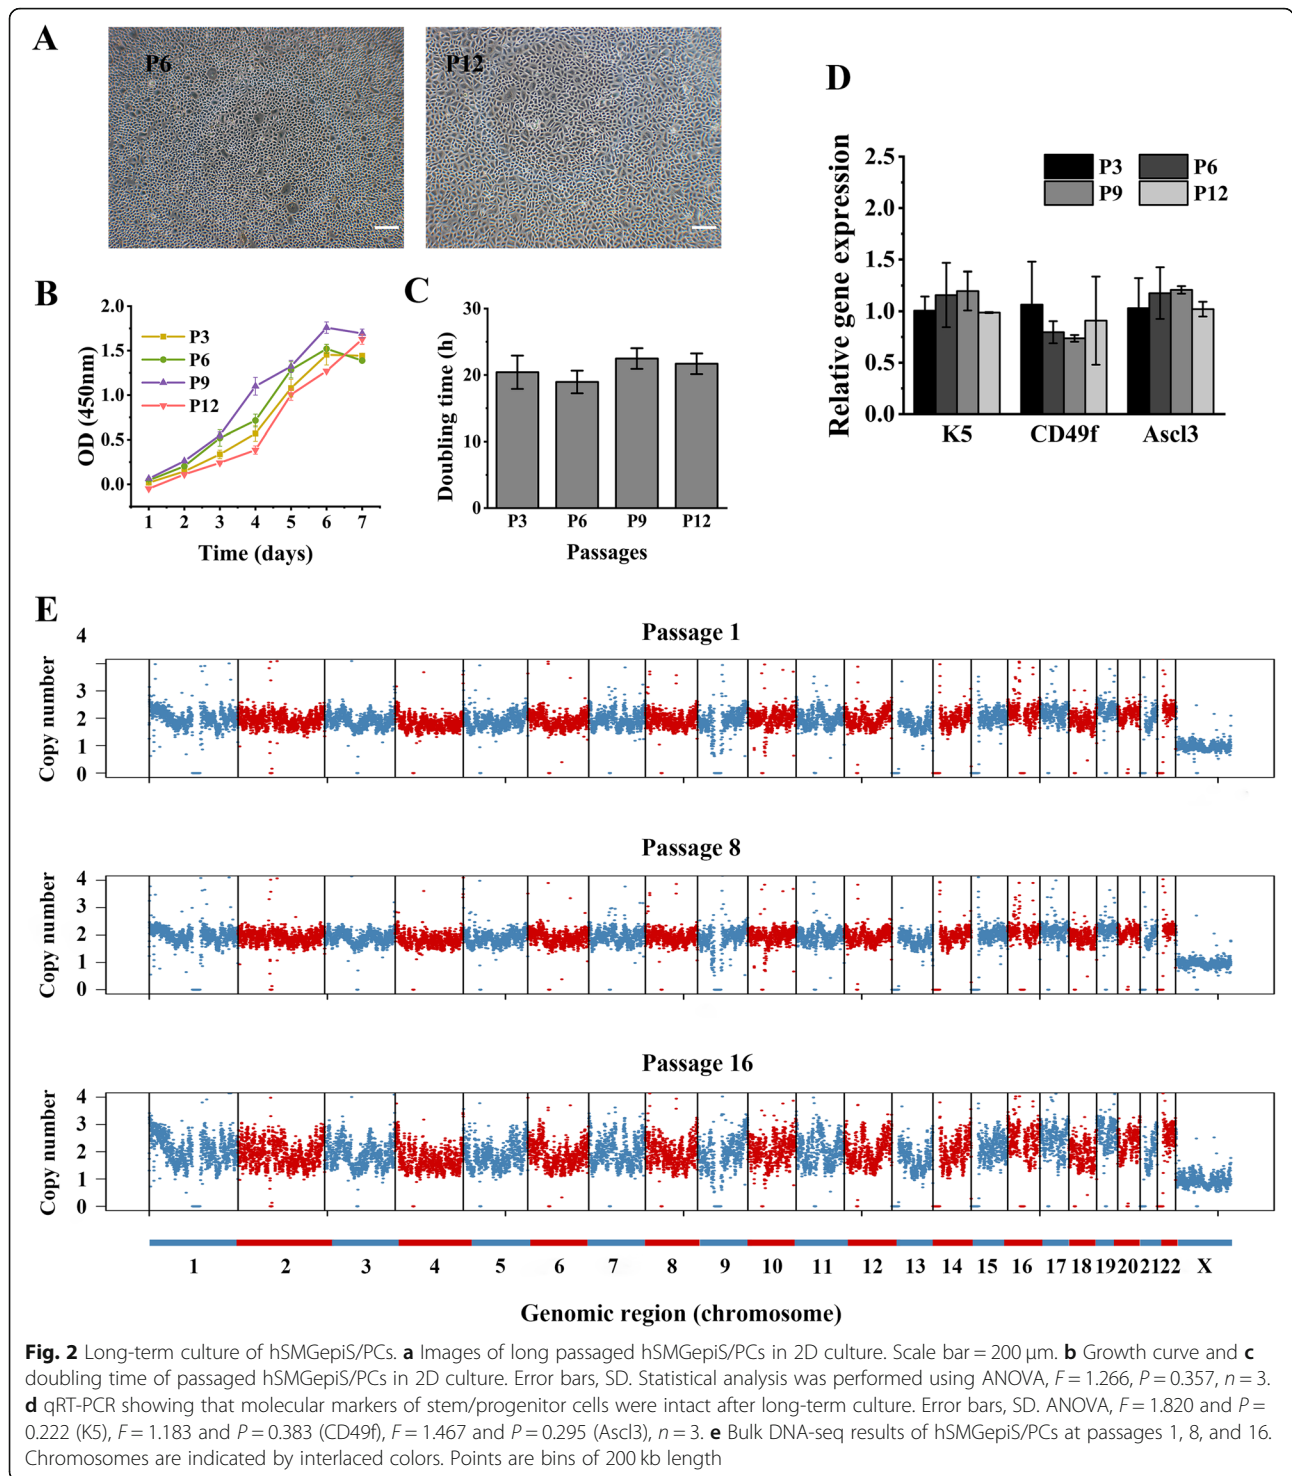 A
P6
P12
B
OD (450nm)
2.0
1.5
1.0
0.5
0.0
P3
P6
P9
P12
1 2 3 4 5 6 7
Time (days)
C
Doubling time (h)
30
20
10
0
P3 P6 P9 P12
Passages
D
Relative gene expression
2.5
2.0
1.5
1.0
0.5
0.0
P3 P6
P9 P12
K5 CD49f Ascl3
E
Passage 1
Copy number
4
3
2
1
0
Passage 8
Copy number
4
3
2
1
0
Passage 16
Copy number
4
3
2
1
0
1 2 3 4 5 6 7 8 9 10 11 12 13 14 15 16 17 18 19 20 21 22 X
Genomic region (chromosome)
Fig. 2 Long-term culture of hSMGepiS/PCs. a Images of long passaged hSMGepiS/PCs in 2D culture. Scale bar = 200 μm. b Growth curve and c
doubling time of passaged hSMGepiS/PCs in 2D culture. Error bars, SD. Statistical analysis was performed using ANOVA, F = 1.266, P = 0.357, n = 3.
d qRT-PCR showing that molecular markers of stem/progenitor cells were intact after long-term culture. Error bars, SD. ANOVA, F = 1.820 and P =
0.222 (K5), F = 1.183 and P = 0.383 (CD49f), F = 1.467 and P = 0.295 (Ascl3), n = 3. e Bulk DNA-seq results of hSMGepiS/PCs at passages 1, 8, and 16.
Chromosomes are indicated by interlaced colors. Points are bins of 200 kb length